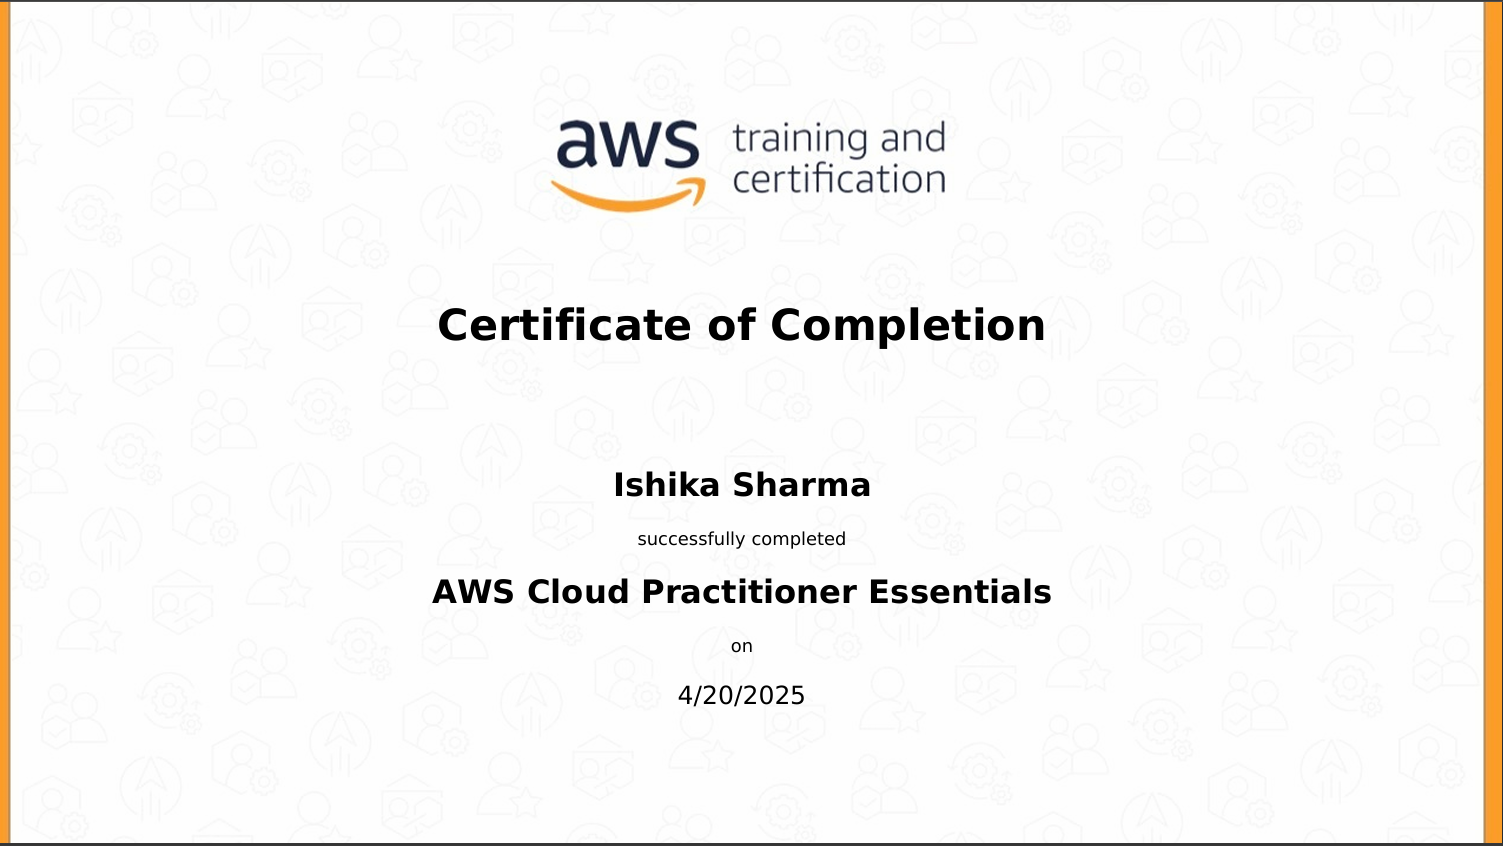 aws training and
certification
Certificate of Completion
Ishika Sharma
successfully completed
AWS Cloud Practitioner Essentials
on
4/20/2025